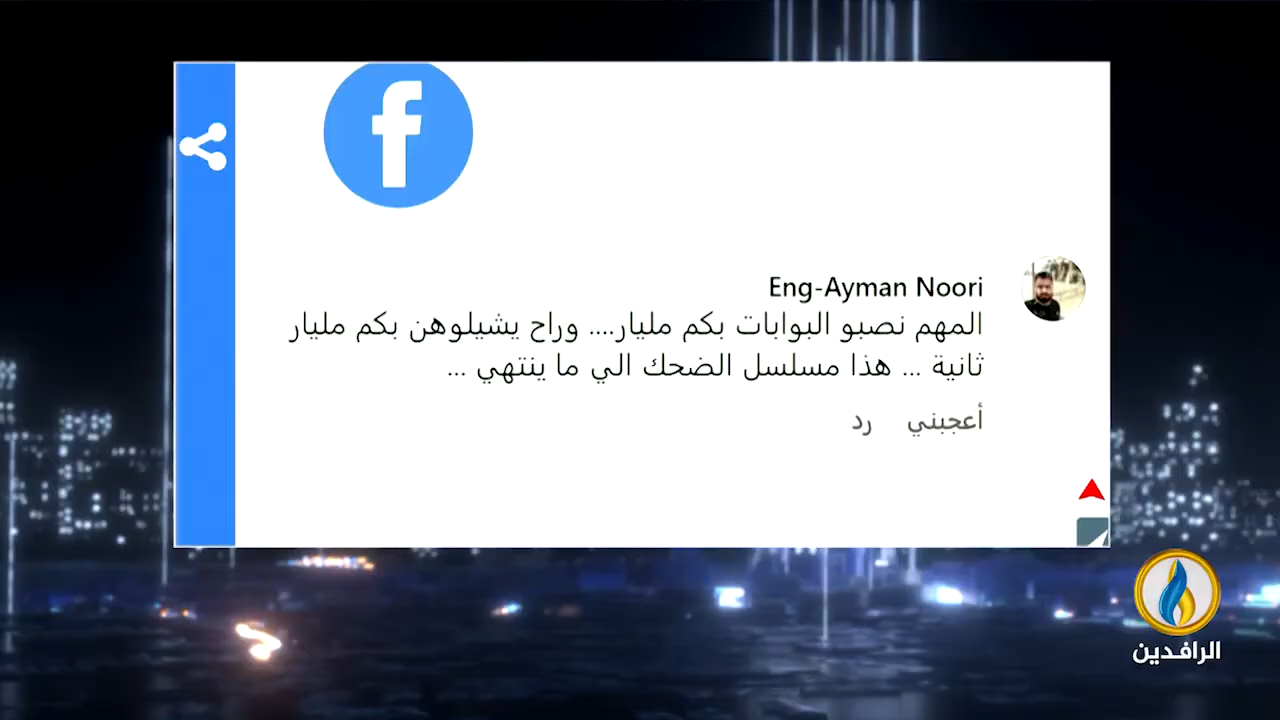 Eng-Ayman Noori
المهم نصبو البوابات بكم مليار.... وراح يشيلوهن بكم مليار
ثانية ... هذا مسلسل الضحك الي ما ينتهي ...
أعجبني رد
الرافدين